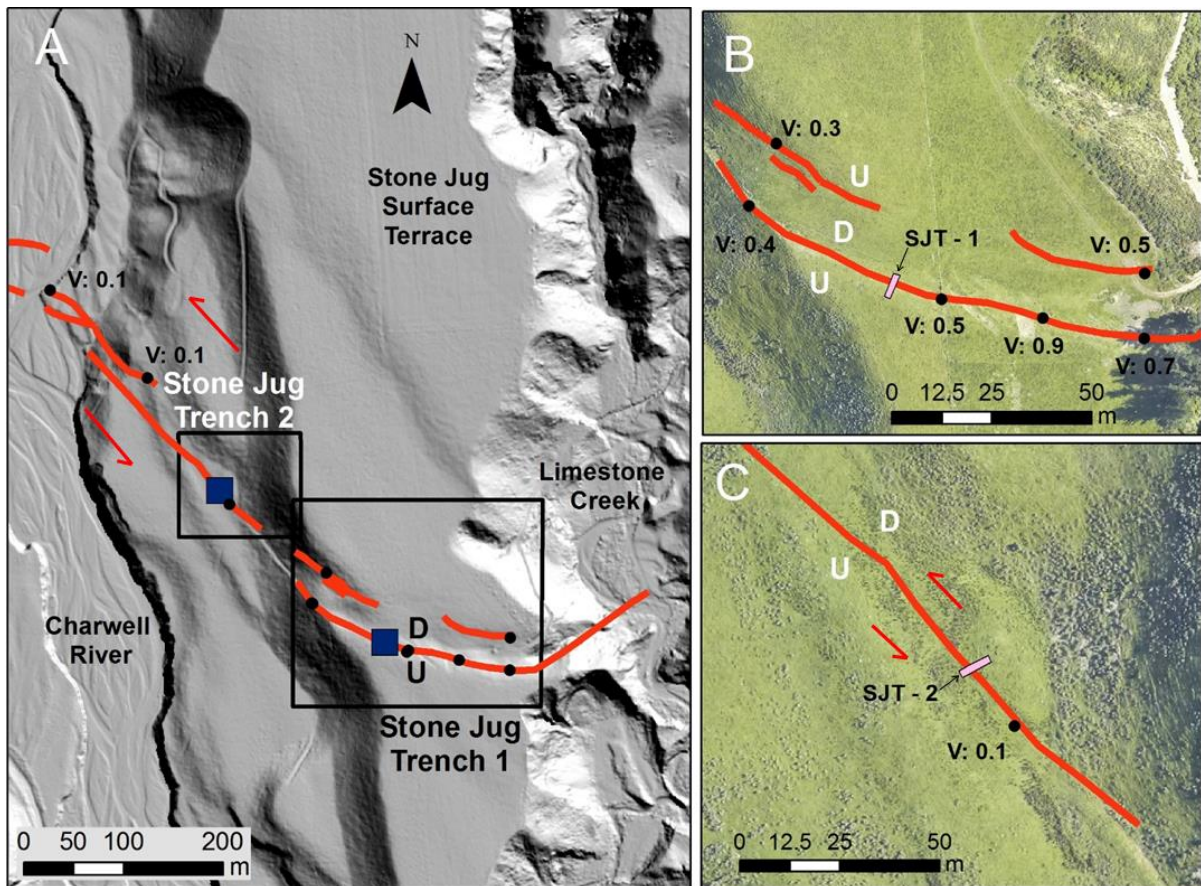 A
N
Stone Jug
Surface
Terrace
V: 0.1
V: 0.1
Stone Jug
Trench 2
Limestone
Creek
Charwell
River
D
U
Stone Jug
Trench 1
0 50 100 200
m
B
V: 0.3
U
D
V: 0.4
SJT - 1
U
V: 0.5
V: 0.5
V: 0.9
V: 0.7
0 12.5 25 50
m
C
D
U
SJT - 2
V: 0.1
0 12.5 25 50
m